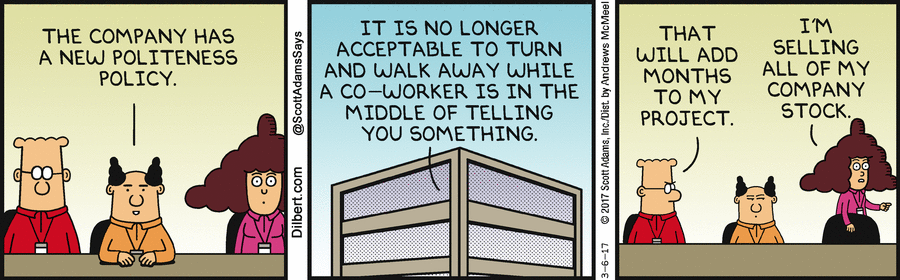 THE COMPANY HAS
A NEW POLITENESS
POLICY.
Dilbert.com @ScottAdamsSays
IT IS NO LONGER
ACCEPTABLE TO TURN
AND WALK AWAY WHILE
A CO–WORKER IS IN THE
MIDDLE OF TELLING
YOU SOMETHING.
3-6-17 © 2017 Scott Adams, Inc./Dist. by Andrews McMeel
THAT
WILL ADD
MONTHS
TO MY
PROJECT.
I'M
SELLING
ALL OF MY
COMPANY
STOCK.